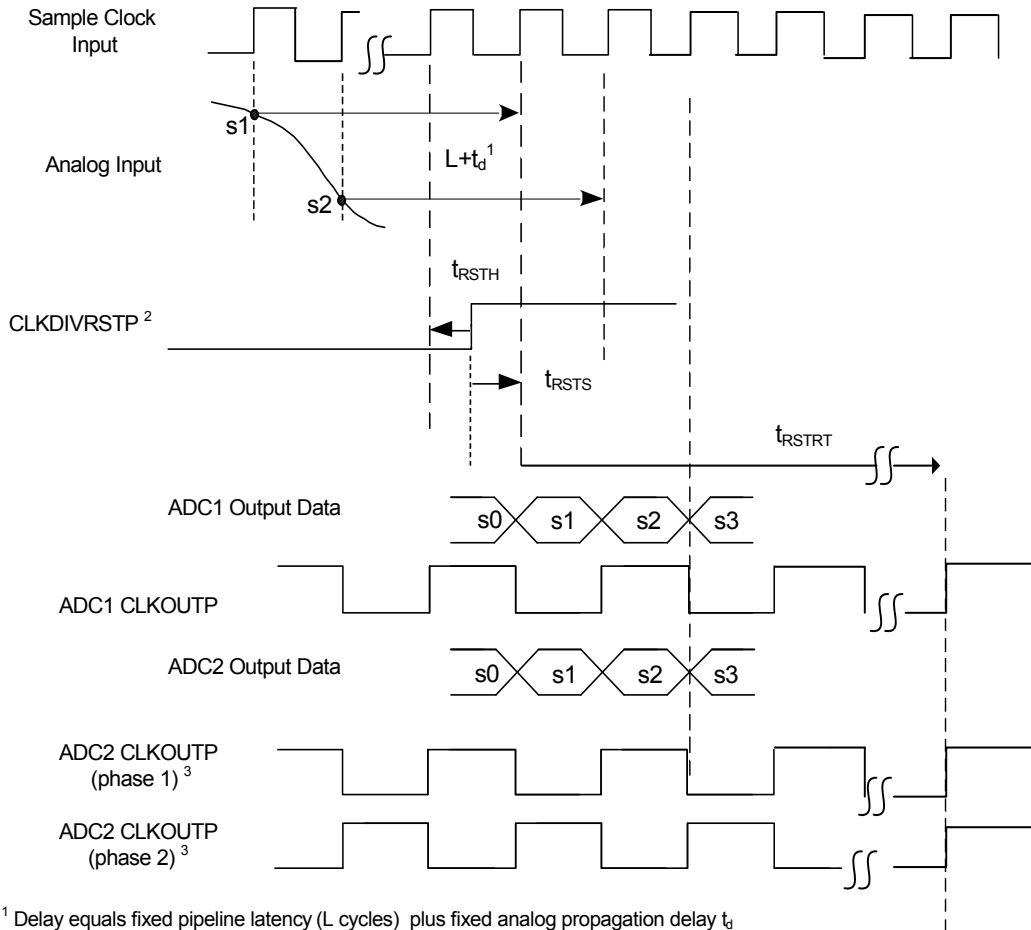 Sample Clock
Input
s1
L+td1
Analog Input
s2
tRSTH
CLKDIVRSTP 2
tRSTS
tRSTRT
ADC1 Output Data
s0 s1 s2 s3
ADC1 CLKOUTP
ADC2 Output Data
s0 s1 s2 s3
ADC2 CLKOUTP
(phase 1) 3
ADC2 CLKOUTP
(phase 2) 3
1 Delay equals fixed pipeline latency (L cycles) plus fixed analog propagation delay td